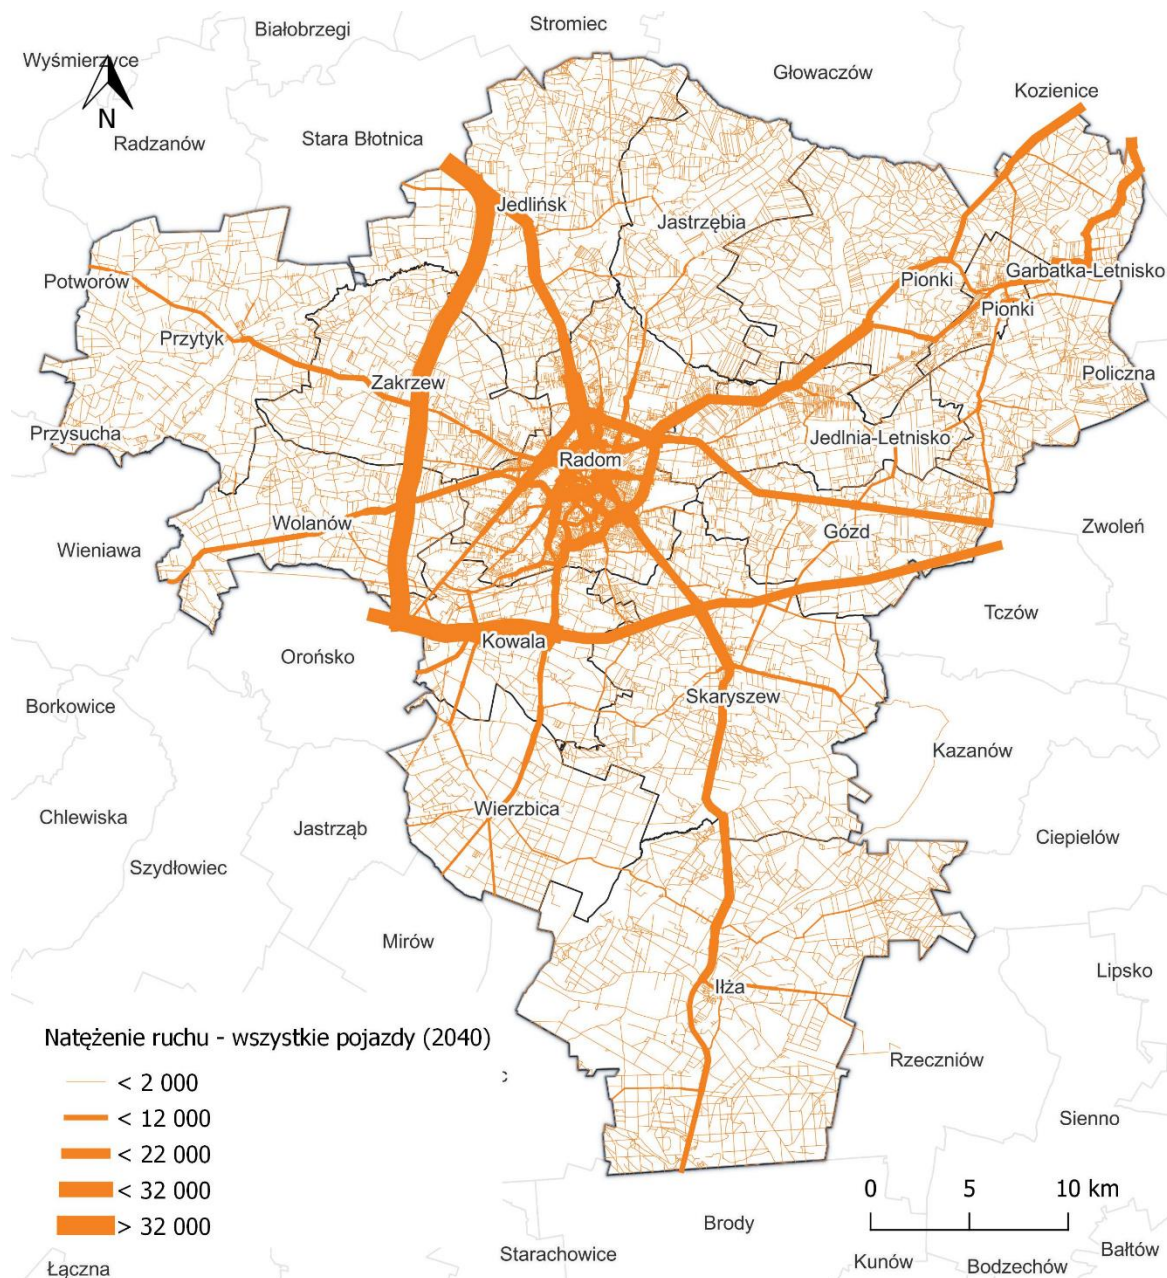 Białobrzegi
Stromiec
Wyśmierzyce
Głowaczów
Kozienice
N
Radzanów
Stara Błotnica
Jedlińsk
Jastrzębia
Potworów
Pionki
Garbatka-Letnisko
Pionki
Przytyk
Zakrzew
Policzna
Przysucha
Jedlnia-Letnisko
Radom
Wolanów
Gózd
Zwoleń
Wieniawa
Tczów
Orońsko
Kowala
Skaryszew
Borkowice
Kazanów
Wierzbica
Chlewiska
Jastrząb
Ciepielów
Szydłowiec
Mirów
Lipsko
Iłża
Natężenie ruchu - wszystkie pojazdy (2040)
Rzeczniów
< 2 000
< 12 000
Sienno
< 22 000
< 32 000
0 5 10 km
> 32 000
Brody
Starachowice
Kunów
Bodzechów
Bałtów
Łączna